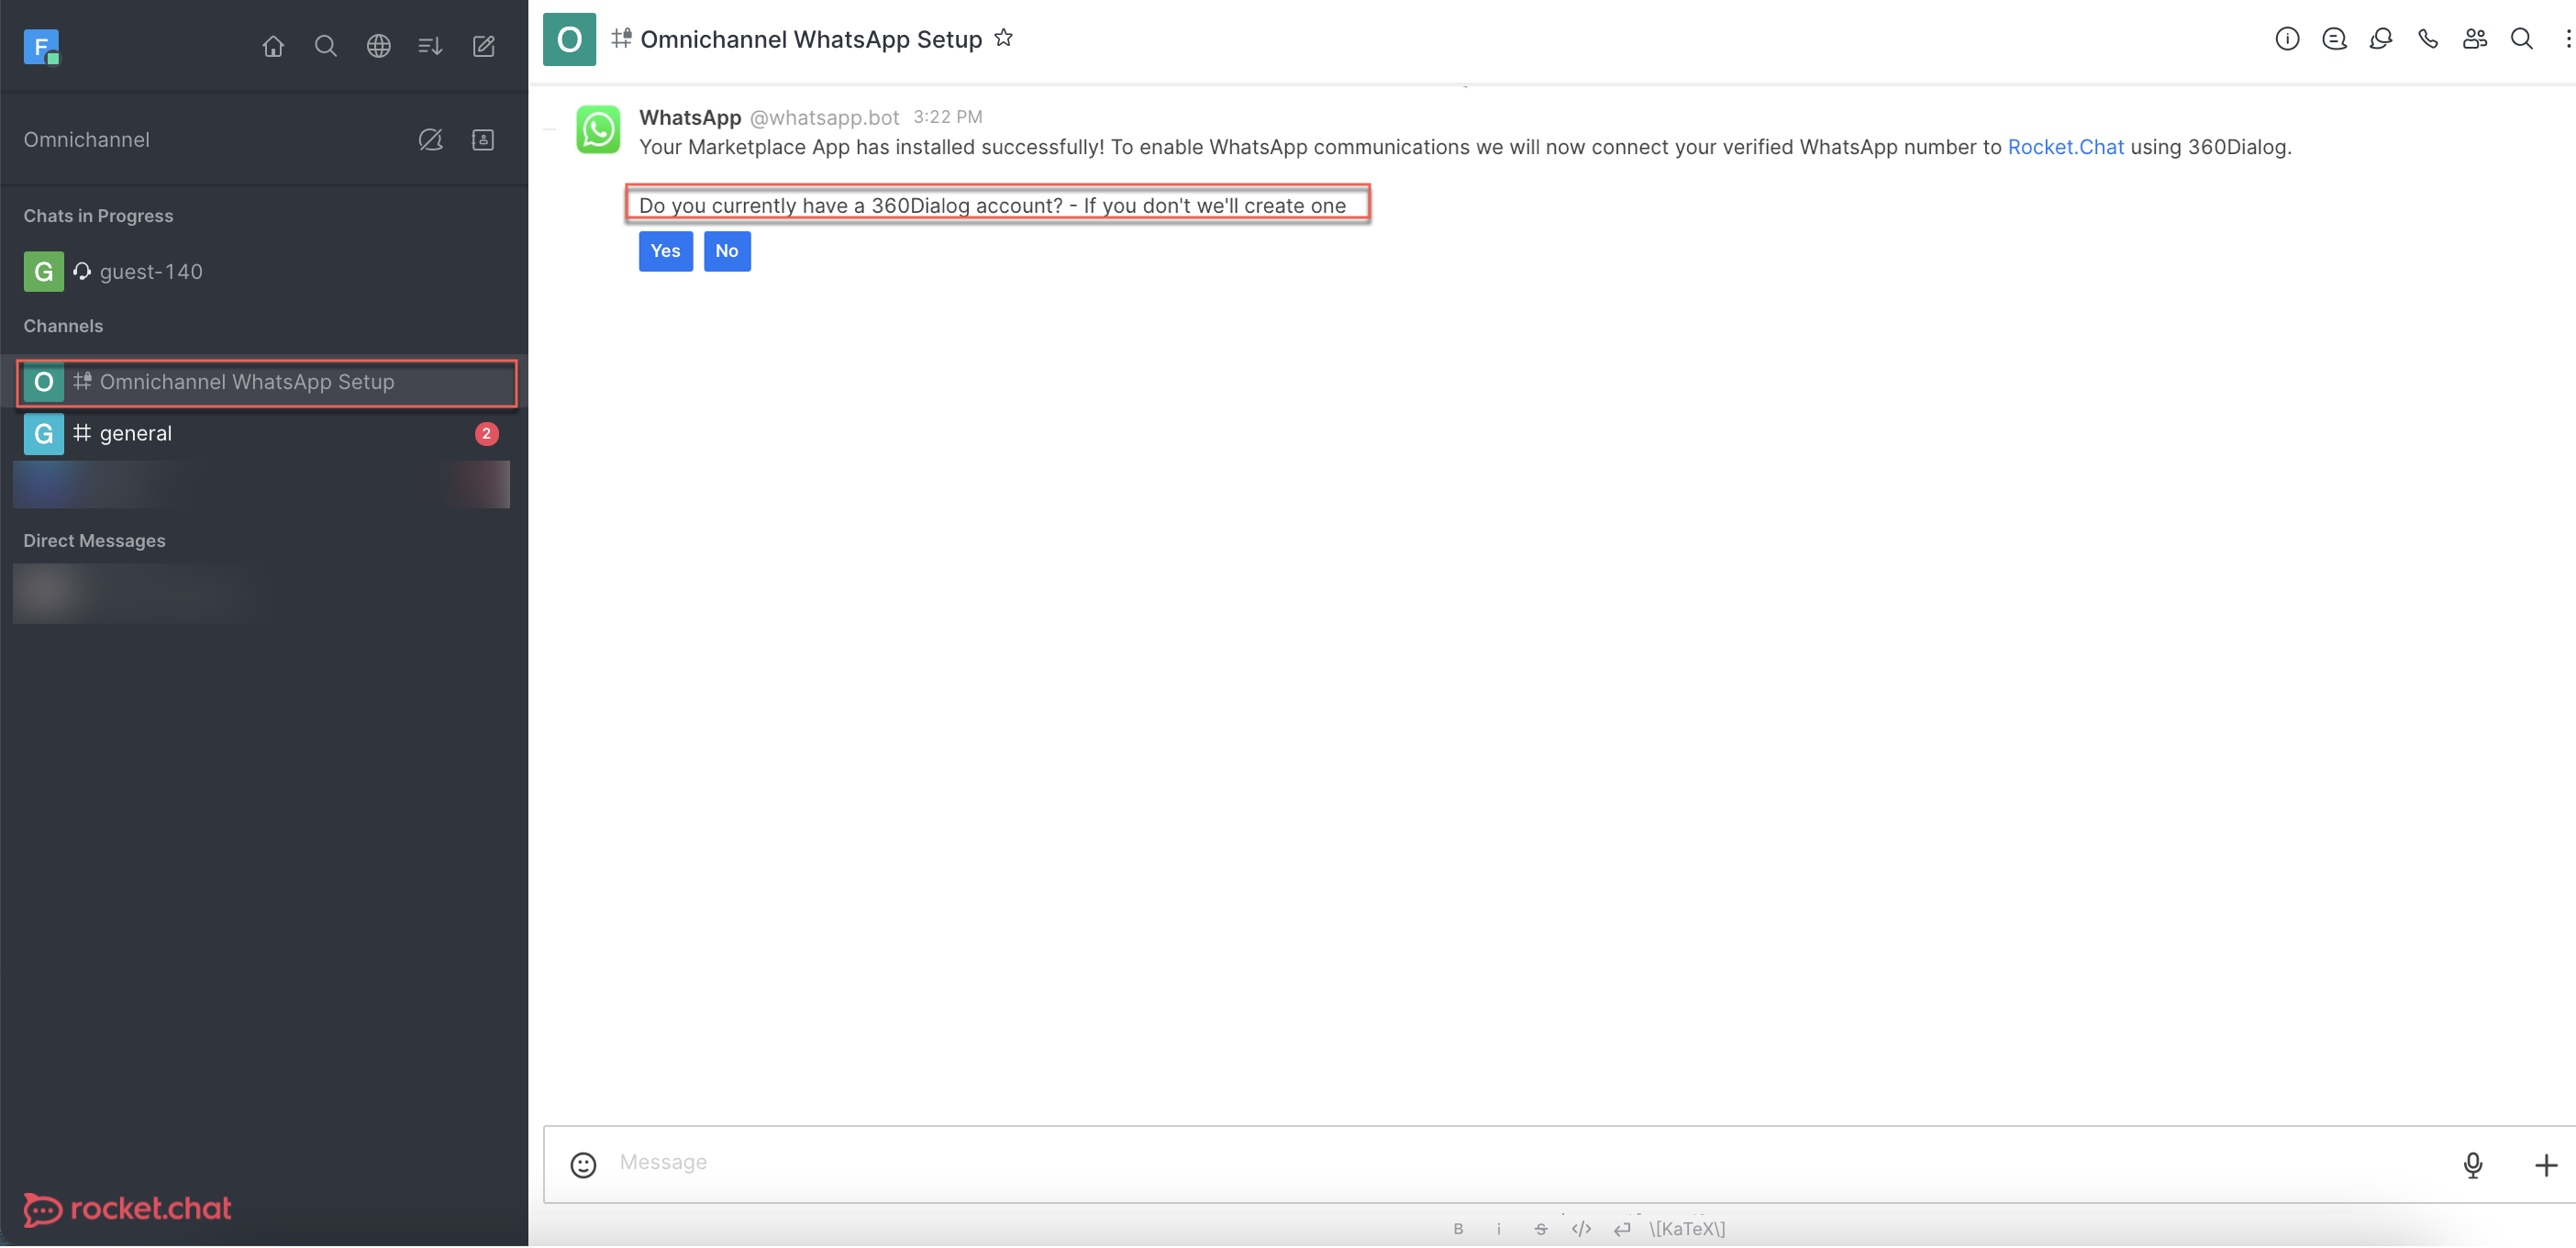 F
Omnichannel
Chats in Progress
G guest-140
Channels
O Omnichannel WhatsApp Setup
G # general 2
Direct Messages
rocket.chat
O Omnichannel WhatsApp Setup
WhatsApp @whatsapp.bot 3:22 PM
Your Marketplace App has installed successfully! To enable WhatsApp communications we will now connect your verified WhatsApp number to Rocket.Chat using 360Dialog.
Do you currently have a 360Dialog account? - If you don't we'll create one
Yes No
Message
B i S </> \[KaTeX\]